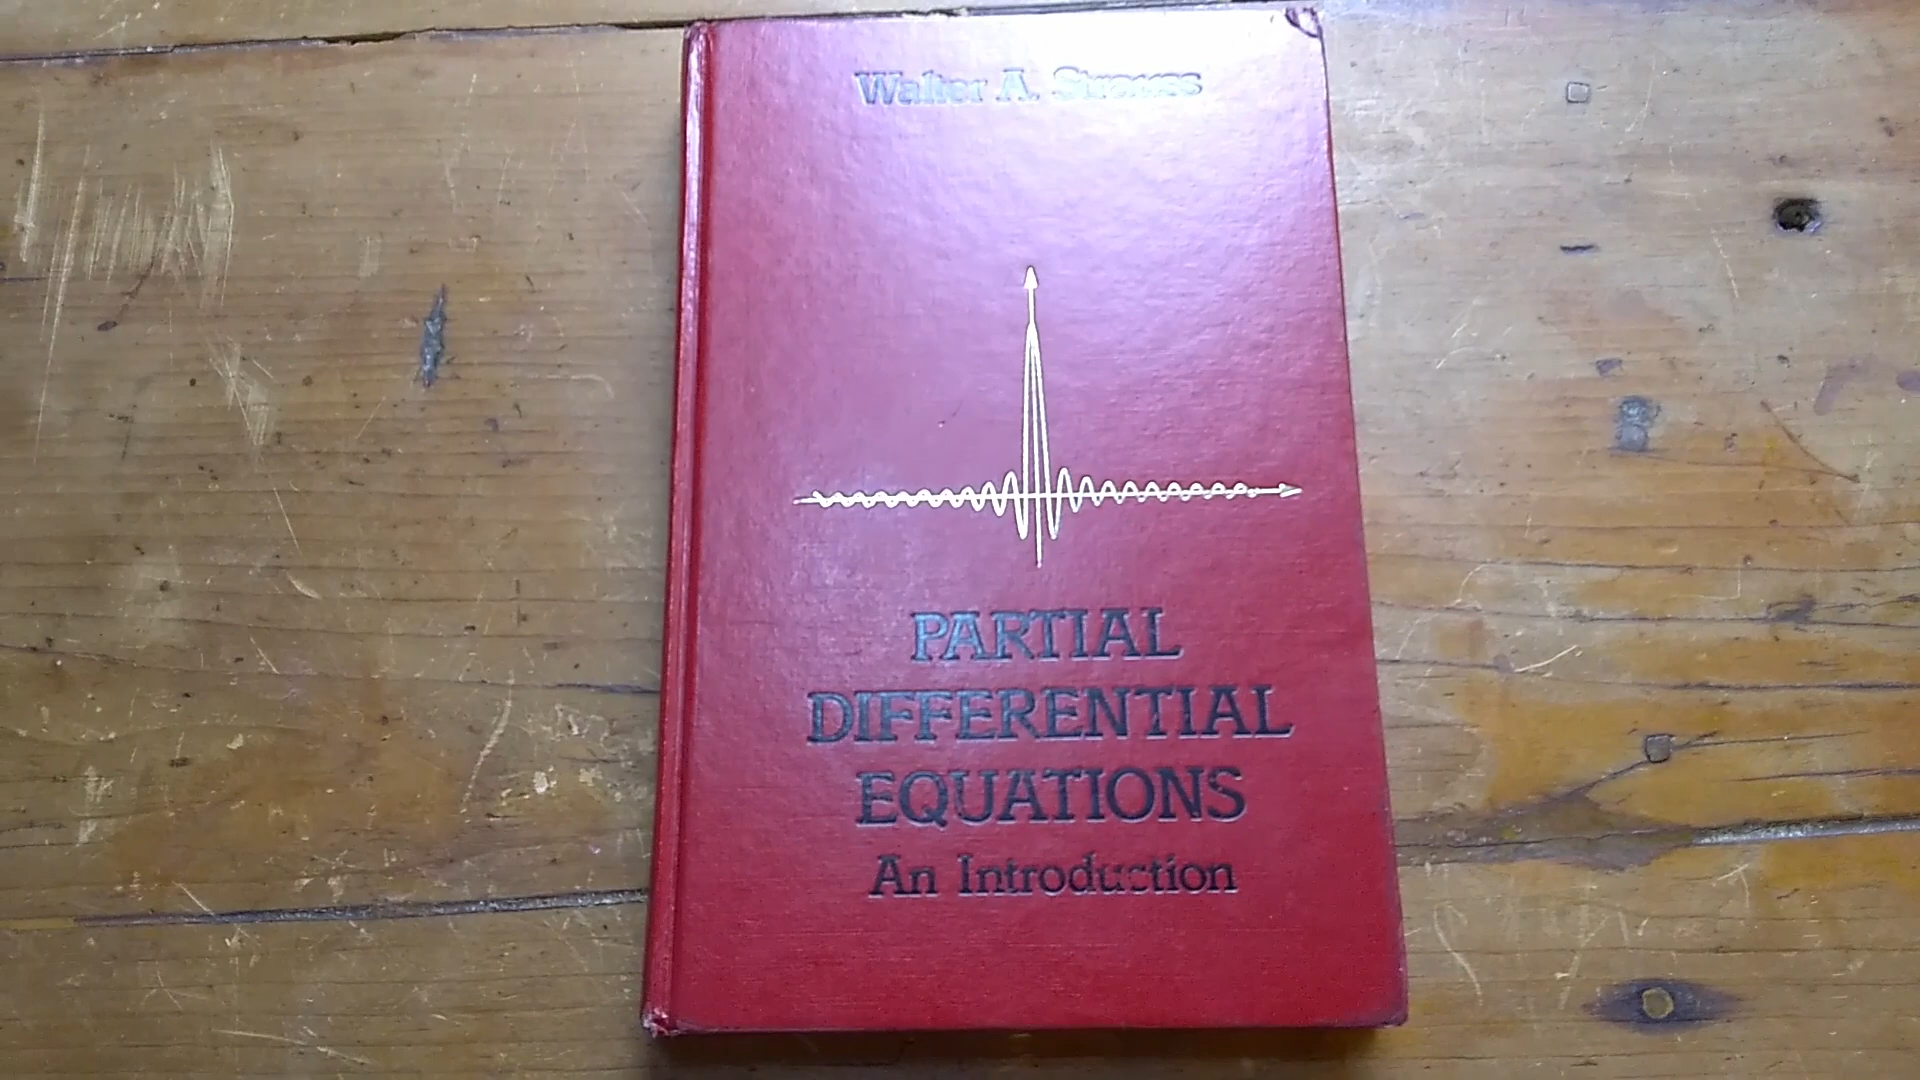 Walter A. Strauss
PARTIAL
DIFFERENTIAL
EQUATIONS
An Introduction